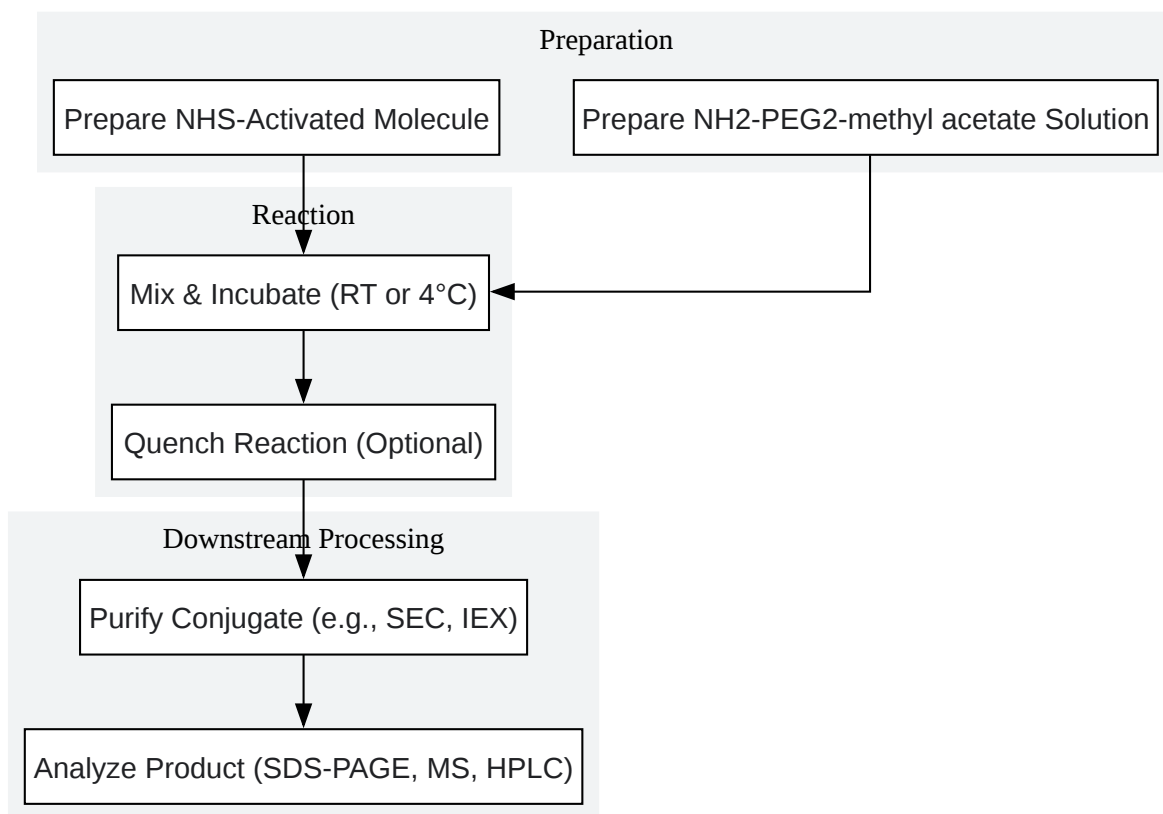 Preparation
Prepare NHS-Activated Molecule
Prepare NH2-PEG2-methyl acetate Solution
Reaction
Mix & Incubate (RT or 4°C)
Quench Reaction (Optional)
Downstream Processing
Purify Conjugate (e.g., SEC, IEX)
Analyze Product (SDS-PAGE, MS, HPLC)